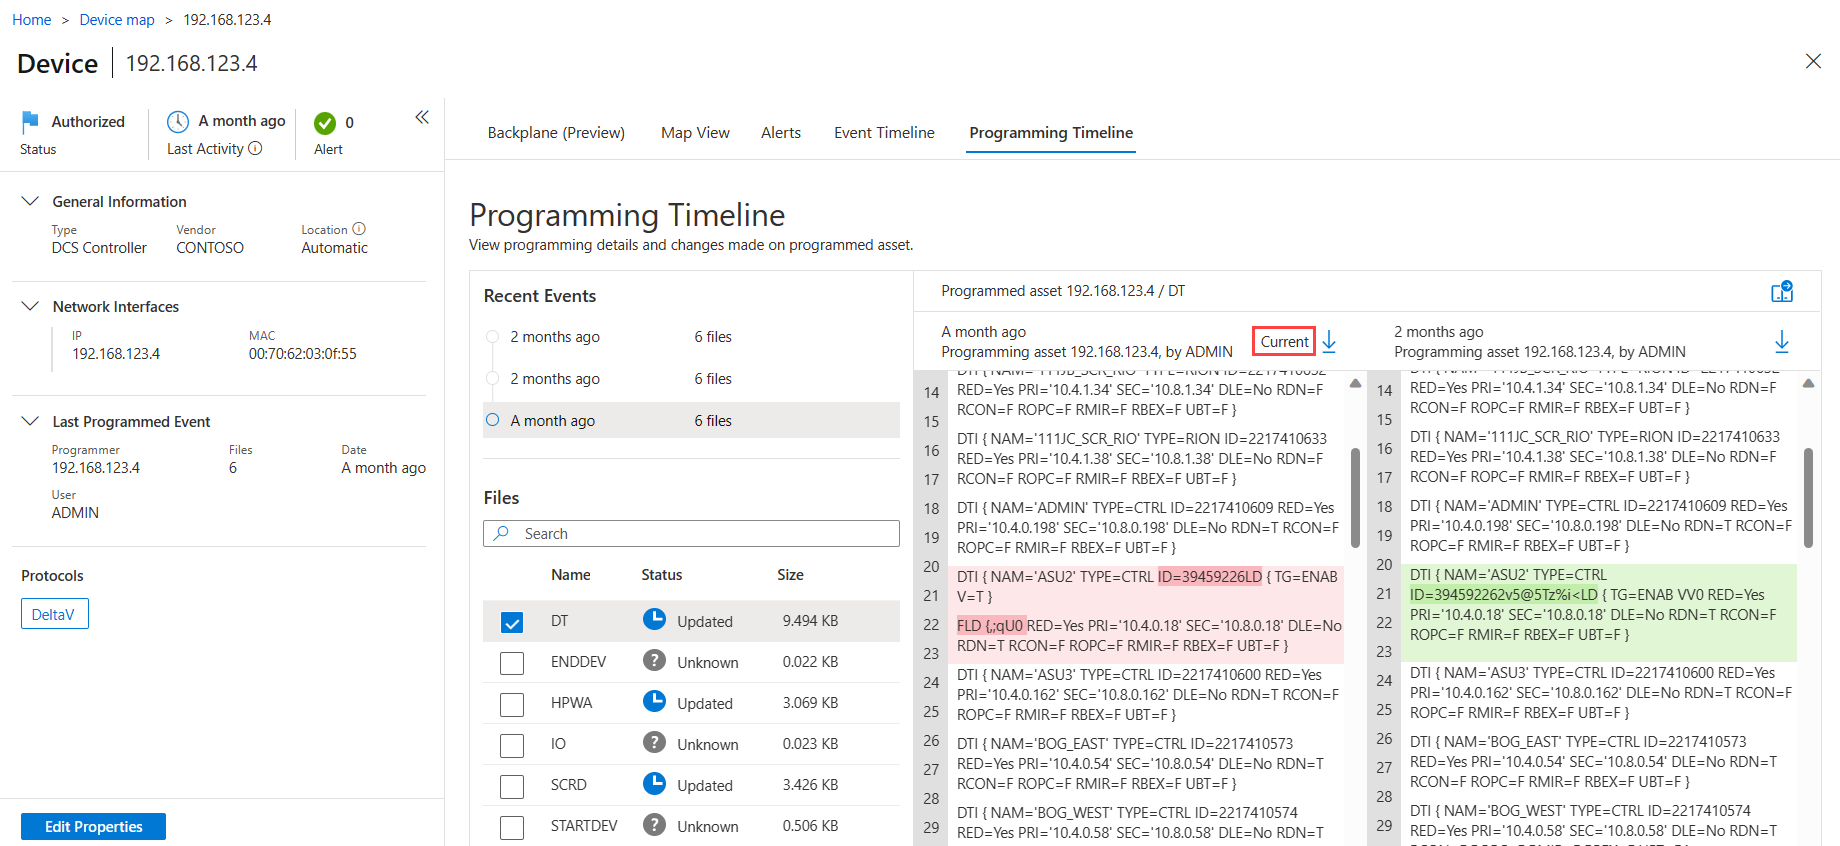 Home > Device map > 192.168.123.4
Device 192.168.123.4
Authorized
Status
A month ago
Last Activity
0
Alert
General Information
Type Vendor Location
DCS Controller CONTOSO Automatic
Network Interfaces
IP MAC
192.168.123.4 00:70:62:03:0f:55
Last Programmed Event
Programmer Files Date
192.168.123.4 6 A month ago
User
ADMIN
Protocols
DeltaV
Edit Properties
Backplane (Preview) Map View Alerts Event Timeline Programming Timeline
Programming Timeline
View programming details and changes made on programmed asset.
Recent Events
2 months ago 6 files
2 months ago 6 files
A month ago 6 files
Files
Search
Name Status Size
DT Updated 9.494 KB
ENDDEV Unknown 0.022 KB
HPWA Updated 3.069 KB
IO Unknown 0.023 KB
SCRD Updated 3.426 KB
STARTDEV Unknown 0.506 KB
Programmed asset 192.168.123.4 / DT
A month ago
Programming asset 192.168.123.4, by ADMIN
Current
14
15
16
17
18
19
20
21
22
23
24
25
26
27
28
29
RED=Yes PRI='10.4.1.34' SEC='10.8.1.34' DLE=No RDN=F
RCON=F ROPC=F RMIR=F RBEX=F UBT=F }
DTI { NAM='111JC_SCR_RIO' TYPE=RION ID=2217410633
RED=Yes PRI='10.4.1.38' SEC='10.8.1.38' DLE=No RDN=F
RCON=F ROPC=F RMIR=F RBEX=F UBT=F }
DTI { NAM='ADMIN' TYPE=CTRL ID=2217410609 RED=Yes
PRI='10.4.0.198' SEC='10.8.0.198' DLE=No RDN=T RCON=F
ROPC=F RMIR=F RBEX=F UBT=F }
DTI { NAM='ASU2' TYPE=CTRL ID=39459226LD { TG=ENAB
V=T }
FLD {,;qU0 RED=Yes PRI='10.4.0.18' SEC='10.8.0.18' DLE=No
RDN=T RCON=F ROPC=F RMIR=F RBEX=F UBT=F }
DTI { NAM='ASU3' TYPE=CTRL ID=2217410600 RED=Yes
PRI='10.4.0.162' SEC='10.8.0.162' DLE=No RDN=T RCON=F
ROPC=F RMIR=F RBEX=F UBT=F }
DTI { NAM='BOG_EAST' TYPE=CTRL ID=2217410573
RED=Yes PRI='10.4.0.54' SEC='10.8.0.54' DLE=No RDN=T
RCON=F ROPC=F RMIR=F RBEX=F UBT=F }
DTI { NAM='BOG_WEST' TYPE=CTRL ID=2217410574
RED=Yes PRI='10.4.0.58' SEC='10.8.0.58' DLE=No RDN=T
2 months ago
Programming asset 192.168.123.4, by ADMIN
14
15
16
17
18
19
20
21
22
23
24
25
26
27
28
29
RED=Yes PRI='10.4.1.34' SEC='10.8.1.34' DLE=No RDN=F
RCON=F ROPC=F RMIR=F RBEX=F UBT=F }
DTI { NAM='111JC_SCR_RIO' TYPE=RION ID=2217410633
RED=Yes PRI='10.4.1.38' SEC='10.8.1.38' DLE=No RDN=F
RCON=F ROPC=F RMIR=F RBEX=F UBT=F }
DTI { NAM='ADMIN' TYPE=CTRL ID=2217410609 RED=Yes
PRI='10.4.0.198' SEC='10.8.0.198' DLE=No RDN=T RCON=F
ROPC=F RMIR=F RBEX=F UBT=F }
DTI { NAM='ASU2' TYPE=CTRL
ID=394592262v5@5Tz%i<LD { TG=ENAB VV0 RED=Yes
PRI='10.4.0.18' SEC='10.8.0.18' DLE=No RDN=T RCON=F
ROPC=F RMIR=F RBEX=F UBT=F }
DTI { NAM='ASU3' TYPE=CTRL ID=2217410600 RED=Yes
PRI='10.4.0.162' SEC='10.8.0.162' DLE=No RDN=T RCON=F
ROPC=F RMIR=F RBEX=F UBT=F }
DTI { NAM='BOG_EAST' TYPE=CTRL ID=2217410573
RED=Yes PRI='10.4.0.54' SEC='10.8.0.54' DLE=No RDN=T
RCON=F ROPC=F RMIR=F RBEX=F UBT=F }
DTI { NAM='BOG_WEST' TYPE=CTRL ID=2217410574
RED=Yes PRI='10.4.0.58' SEC='10.8.0.58' DLE=No RDN=T